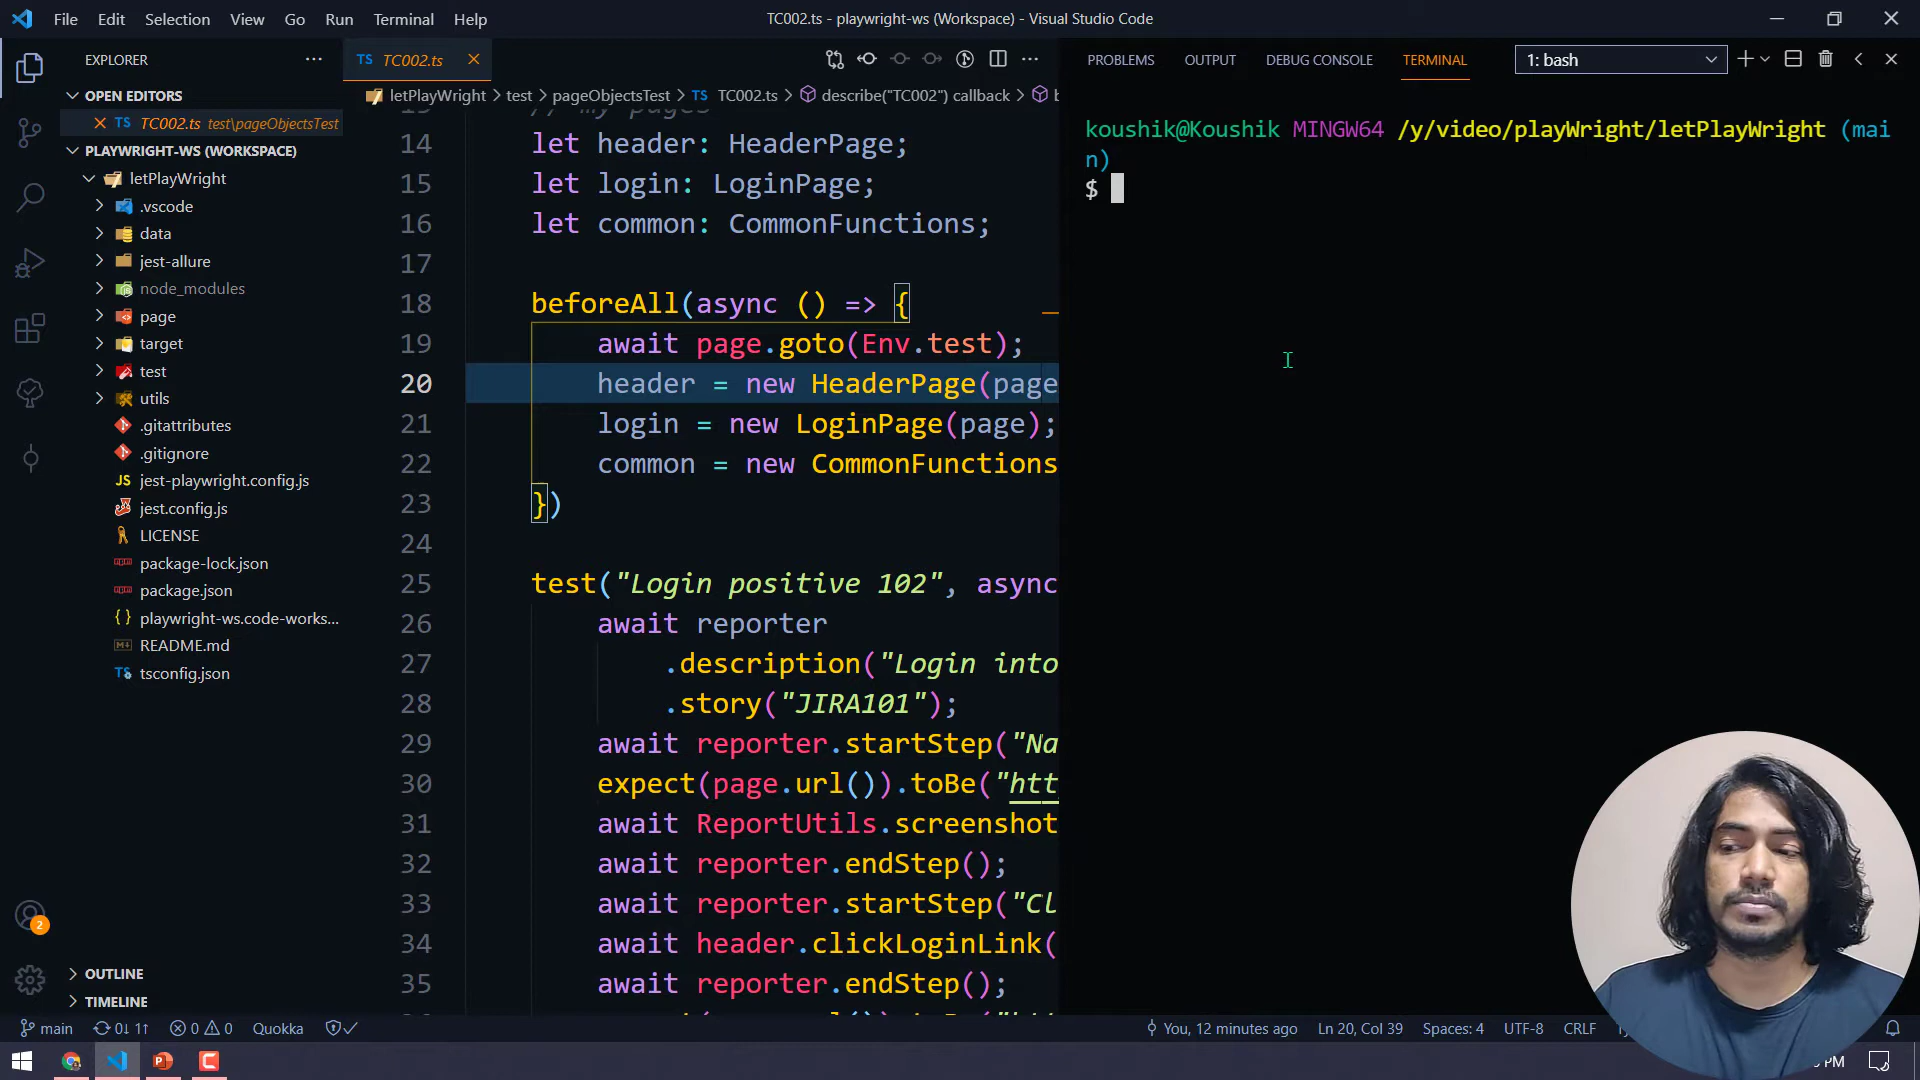 File Edit Selection View Go Run Terminal Help
TC002.ts - playwright-ws (Workspace) - Visual Studio Code
EXPLORER
OPEN EDITORS
TS TC002.ts test\pageObjectsTest
PLAYWRIGHT-WS (WORKSPACE)
letPlayWright
.vscode
data
jest-allure
node_modules
page
target
test
utils
.gitattributes
.gitignore
JS jest-playwright.config.js
jest.config.js
LICENSE
package-lock.json
package.json
playwright-ws.code-works...
README.md
TS tsconfig.json
OUTLINE
TIMELINE
TS TC002.ts
letPlayWright > test > pageObjectsTest > TS TC002.ts > describe("TC002") callback >
// my pages
14 let header: HeaderPage;
15 let login: LoginPage;
16 let common: CommonFunctions;
17
18 beforeAll(async () => {
19 await page.goto(Env.test);
20 header = new HeaderPage(page
21 login = new LoginPage(page);
22 common = new CommonFunctions
23 })
24
25 test("Login positive 102", async
26 await reporter
27 .description("Login into
28 .story("JIRA101");
29 await reporter.startStep("Na
30 expect(page.url()).toBe("htt
31 await ReportUtils.screenshot
32 await reporter.endStep();
33 await reporter.startStep("Cl
34 await header.clickLoginLink(
35 await reporter.endStep();
PROBLEMS OUTPUT DEBUG CONSOLE TERMINAL 1: bash
koushik@Koushik MINGW64 /y/video/playWright/letPlayWright (mai
n)
$
2
main 0↓ 1↑ 0 0 Quokka
You, 12 minutes ago Ln 20, Col 39 Spaces: 4 UTF-8 CRLF
PM